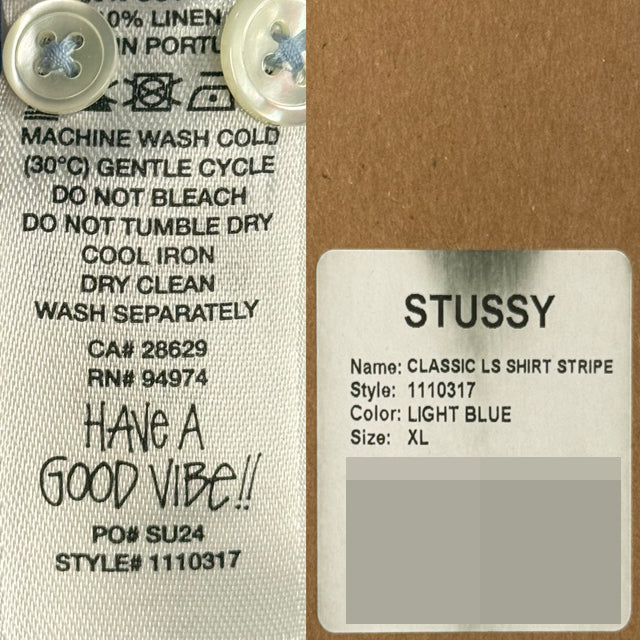 0% LINEN
IN PORTU
MACHINE WASH COLD
(30°C) GENTLE CYCLE
DO NOT BLEACH
DO NOT TUMBLE DRY
COOL IRON
DRY CLEAN
WASH SEPARATELY
CA# 28629
RN# 94974
HAVE A
GOOD VIBE!!
PO# SU24
STYLE# 1110317
STUSSY
Name: CLASSIC LS SHIRT STRIPE
Style: 1110317
Color: LIGHT BLUE
Size: XL